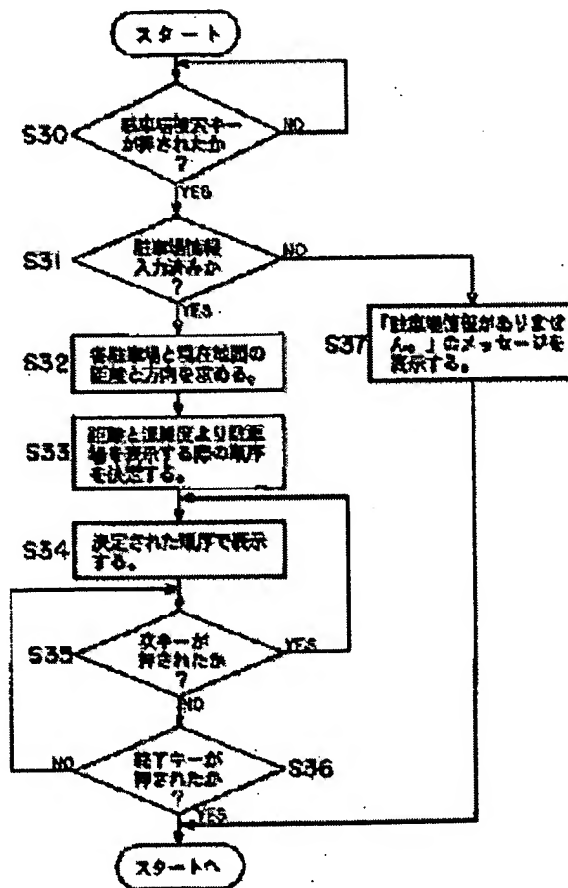 スタート
S30
駐車場検索キー
が押されたか
?
NO
YES
S31
駐車場情報
入力済みか
?
NO
YES
S32
各駐車場と現在地図の
距離と方向を求める。
S37
「駐車場情報がありませ
ん。」のメッセージを
表示する。
S33
距離と混雑度より駐車
場を表示する際の順序
を決定する。
S34
決定された順序で表示
する。
S35
次キーが
押されたか
?
YES
NO
S36
終了キーが
押されたか
?
NO
YES
スタートへ